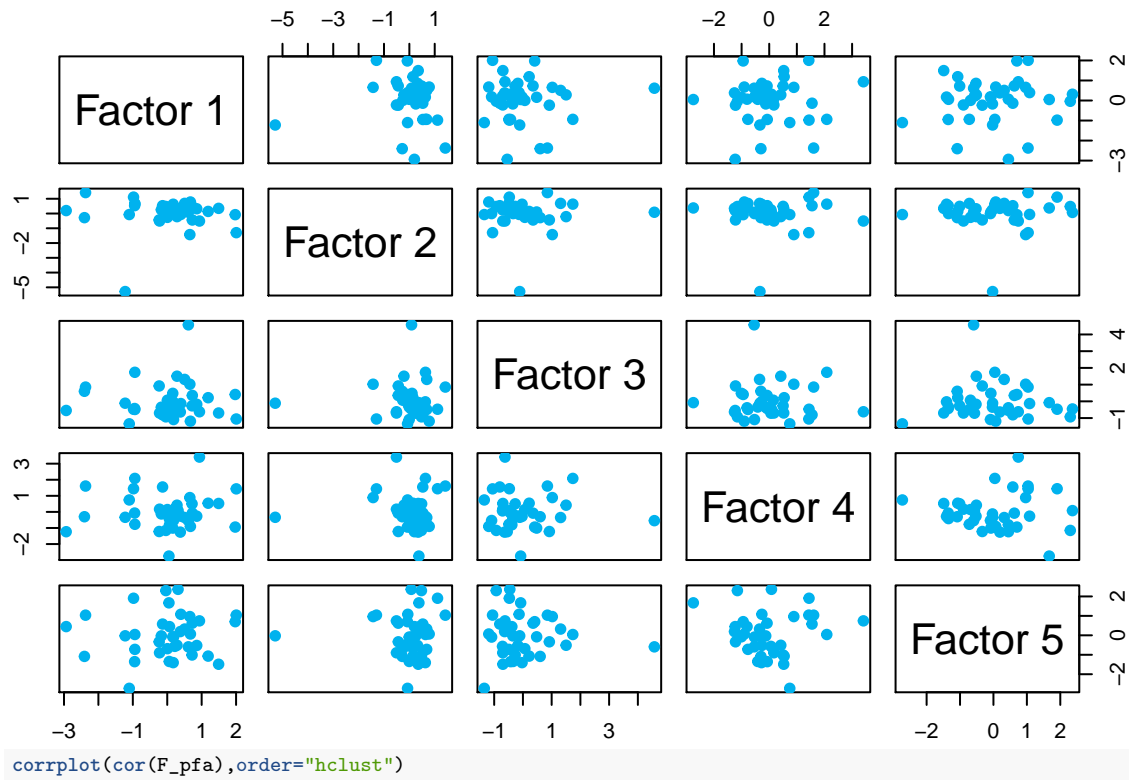 −5 −3 −1 1 −2 0 2
Factor 1
−3 0 2
−5 −2 1
Factor 2
Factor 3
−1 2 4
−2 1 3
Factor 4
Factor 5
−2 0 2
−3 −1 1 2 −1 1 3 −2 0 1 2
corrplot(cor(F_pfa),order="hclust")